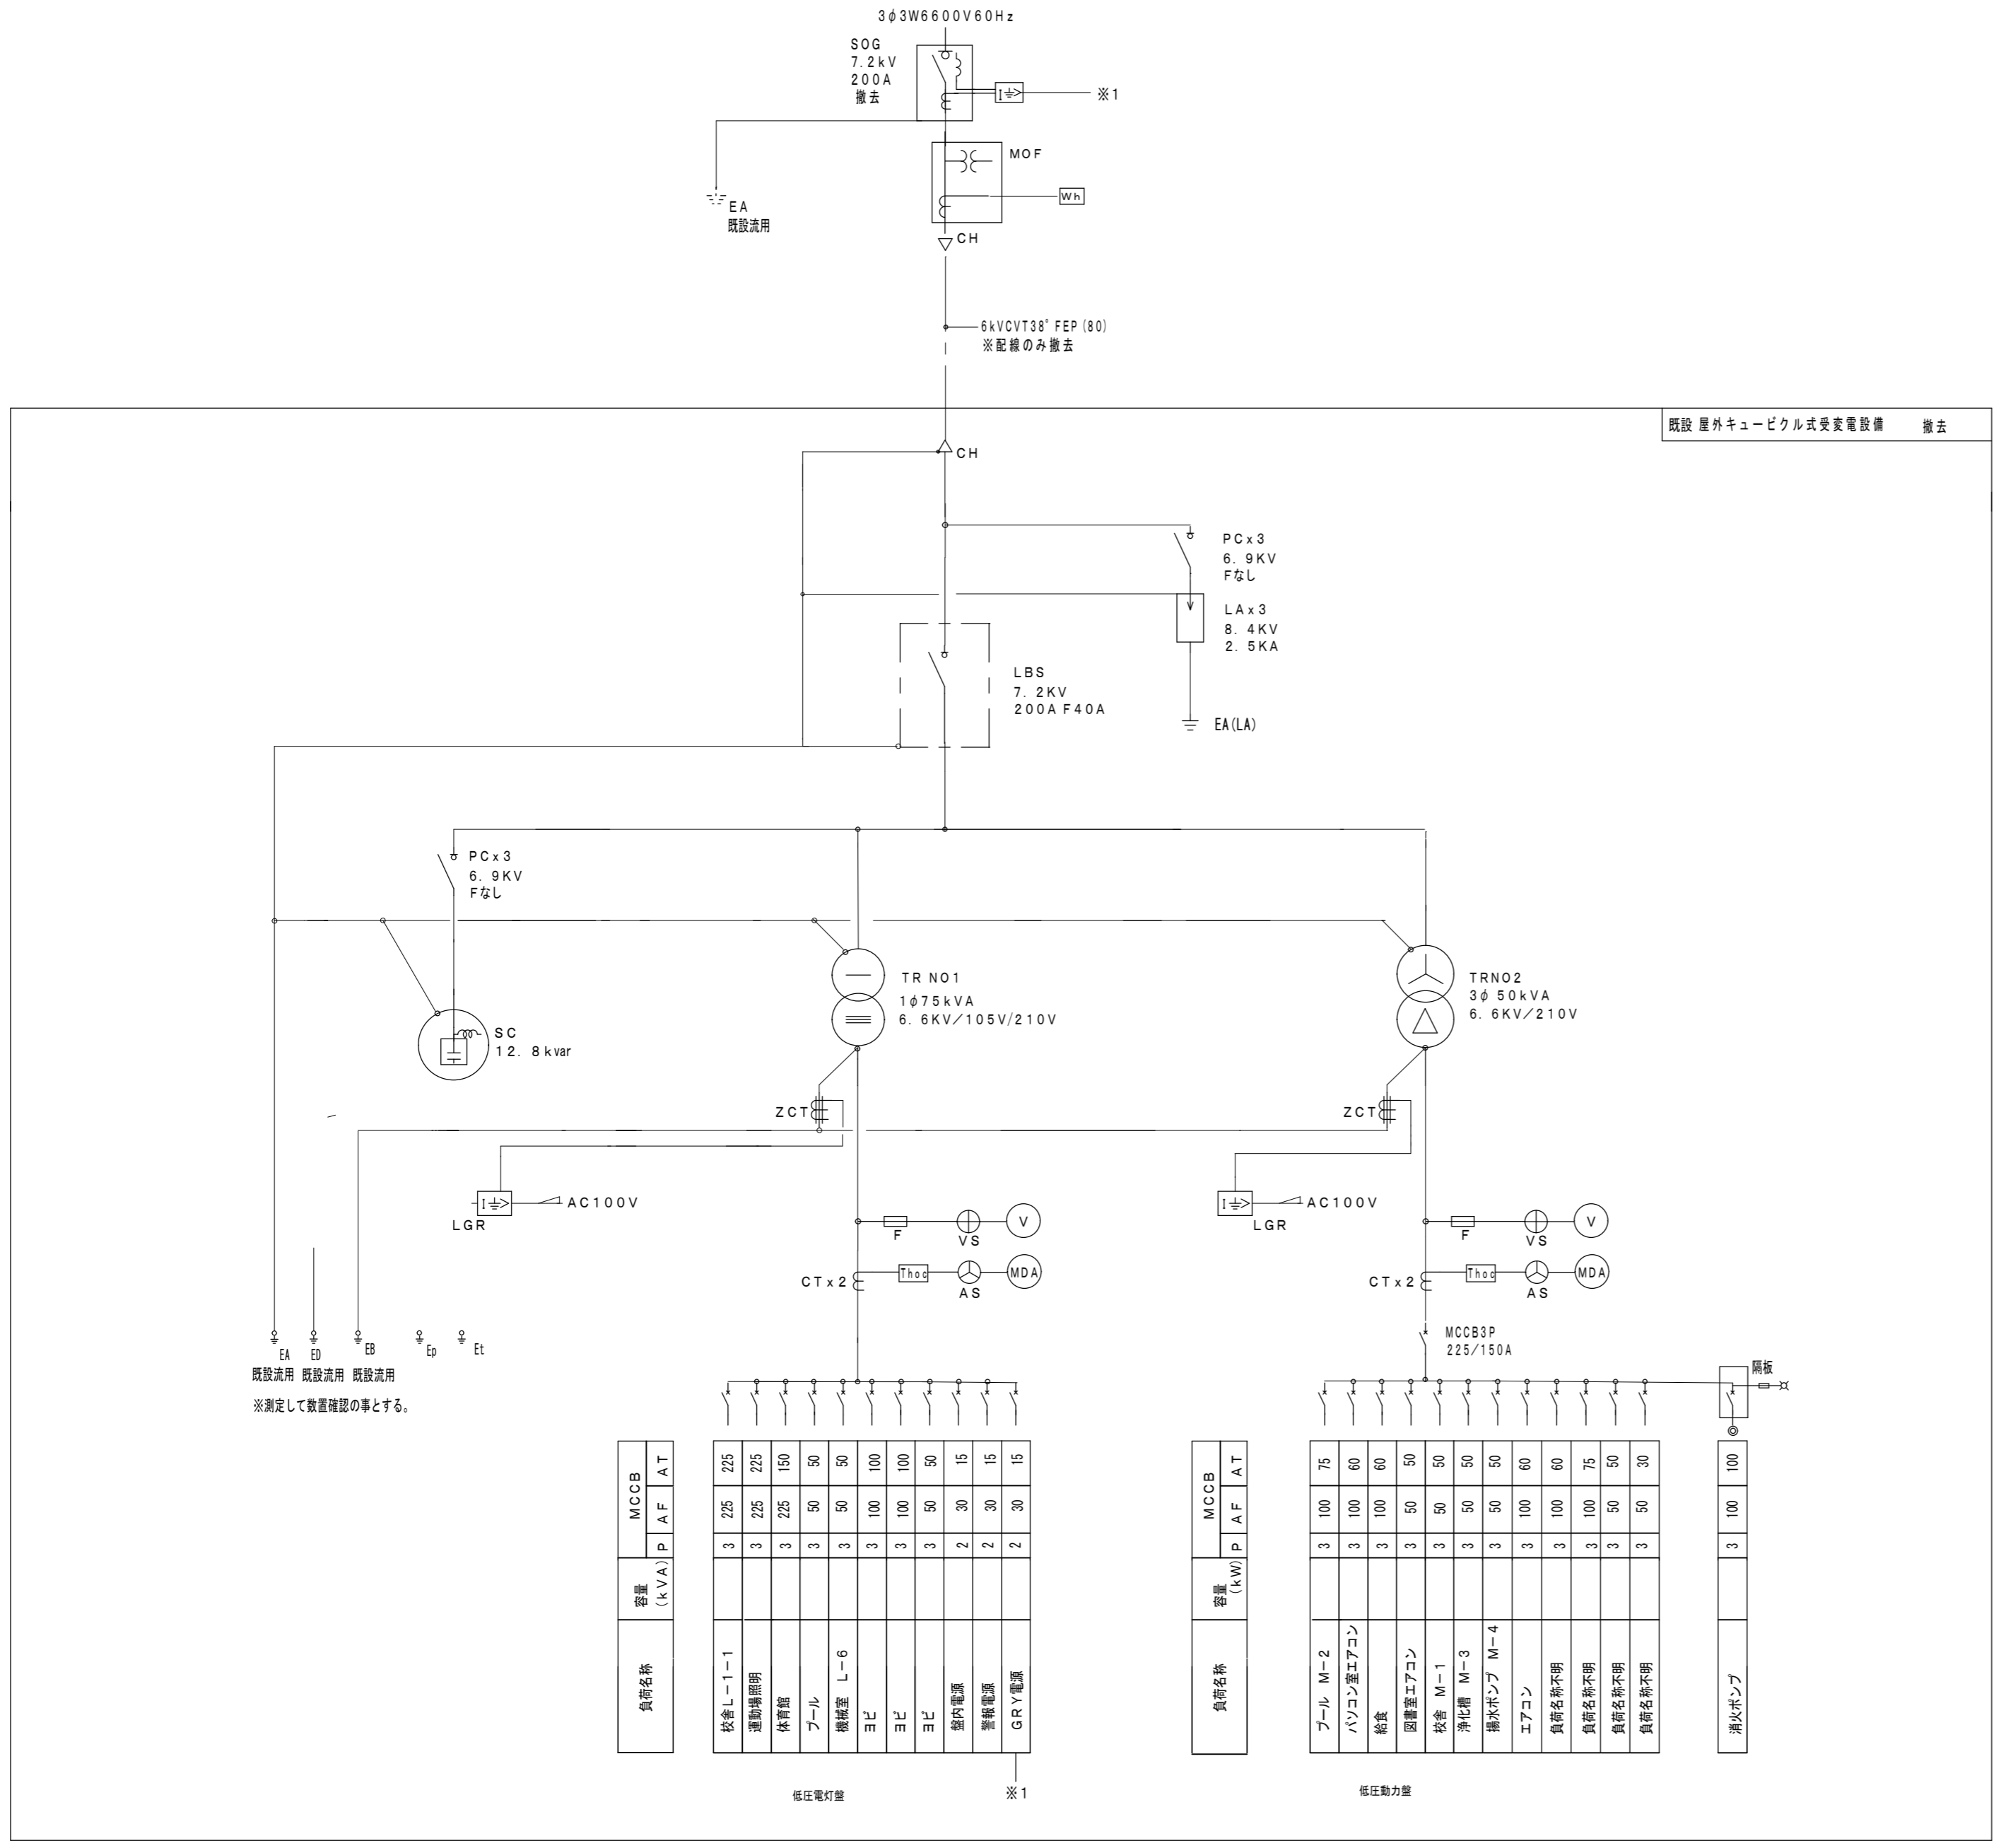 3φ3W6600V60Hz
SOG
7.2kV
200A
撤去
※1
MOF
Wh
EA
既設流用
CH
6kVCVT38° FEP(80)
※配線のみ撤去
既設 屋外キュービクル式受変電設備 撤去
CH
PCx3
6.9KV
Fなし
LAx3
8.4KV
2.5KA
EA(LA)
LBS
7.2KV
200A F40A
PCx3
6.9KV
Fなし
SC
12.8kvar
TR NO1
1φ75kVA
6.6KV/105V/210V
TRNO2
3φ 50kVA
6.6KV/210V
ZCT
ZCT
I
AC100V
LGR
I
AC100V
LGR
F
VS
V
CTx2
Thoc
AS
MDA
F
VS
V
CTx2
Thoc
AS
MDA
MCCB3P
225/150A
EA
既設流用
ED
既設流用
EB
既設流用
Ep
Et
※測定して数置確認の事とする。
隔板
負荷名称 容量(kVA) MCCB P AF AT
校舎L-1-1 3 225 225
運動場照明 3 225 225
体育館 3 225 150
プール 3 50 50
機械室 L-6 3 50 50
ヨビ 3 100 100
ヨビ 3 100 100
ヨビ 3 50 50
盤内電源 2 30 15
警報電源 2 30 15
GRY電源 2 30 15
※1
低圧電灯盤
負荷名称 容量(kW) MCCB P AF AT
プール M-2 3 100 75
パソコン室エアコン 3 100 60
給食 3 100 60
図書室エアコン 3 50 50
校舎 M-1 3 50 50
浄化槽 M-3 3 50 50
揚水ポンプ M-4 3 50 50
エアコン 3 100 60
負荷名称不明 3 100 60
負荷名称不明 3 100 75
負荷名称不明 3 50 50
負荷名称不明 3 50 30
消火ポンプ 3 100 100
低圧動力盤